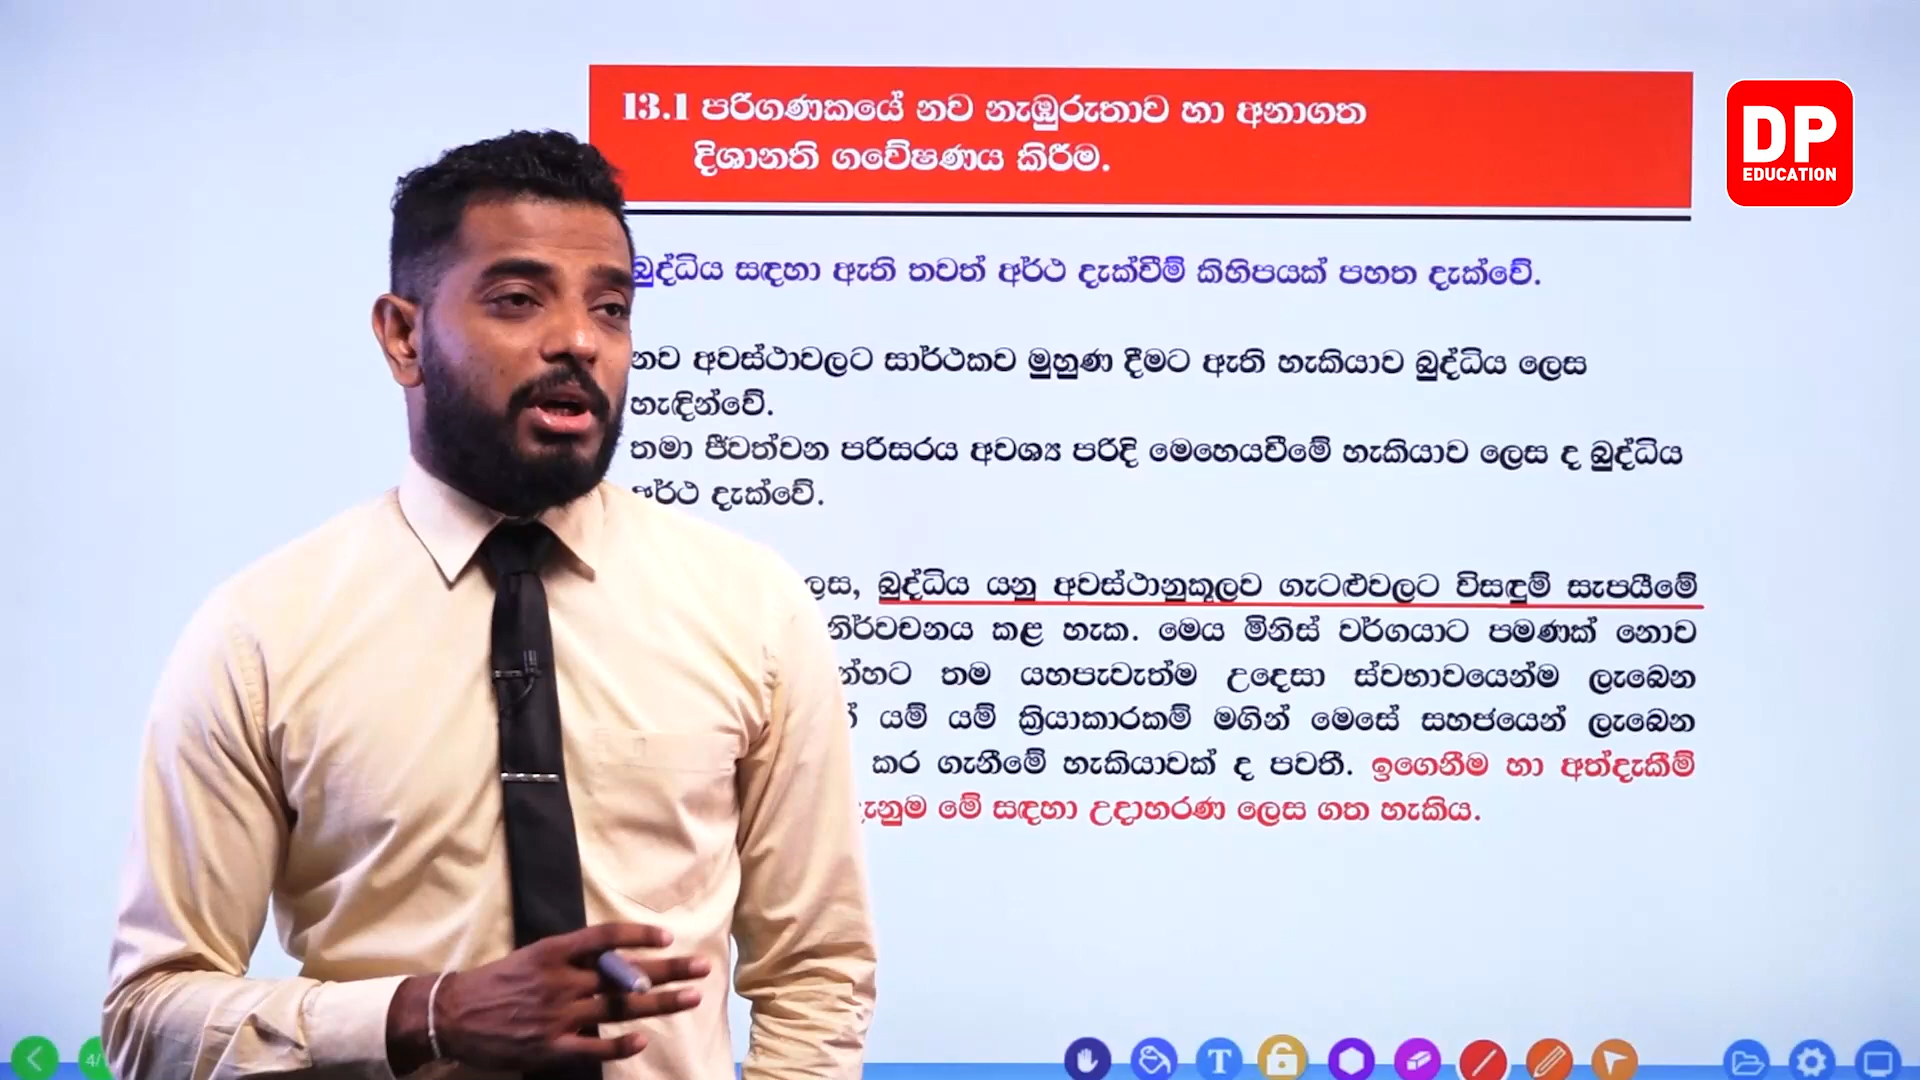 13.1 පරිගණකයේ නව නැඹුරුතාව හා අනාගත
දිශානති ගවේෂණය කිරීම.
DP
EDUCATION
බුද්ධිය සඳහා ඇති තවත් අර්ථ දැක්වීම් කිහිපයක් පහත දැක්වේ.
නව අවස්ථාවලට සාර්ථකව මුහුණ දීමට ඇති හැකියාව බුද්ධිය ලෙස
හැඳින්වේ.
තමා ජීවත්වන පරිසරය අවශ්‍ය පරිදි මෙහෙයවීමේ හැකියාව ලෙස ද බුද්ධිය
අර්ථ දැක්වේ.
බුද්ධිය යනු අවස්ථානුකූලව ගැටළුවලට විසඳුම් සැපයීමේ
නිර්වචනය කළ හැක. මෙය මිනිස් වර්ගයාට පමණක් නොව
තම යහපැවැත්ම උදෙසා ස්වභාවයෙන්ම ලැබෙන
යම් යම් ක්‍රියාකාරකම් මගින් මෙසේ සහජයෙන් ලැබෙන
කර ගැනීමේ හැකියාවක් ද පවතී. ඉගෙනීම හා අත්දැකීම්
මේ සඳහා උදාහරණ ලෙස ගත හැකිය.
4/
T